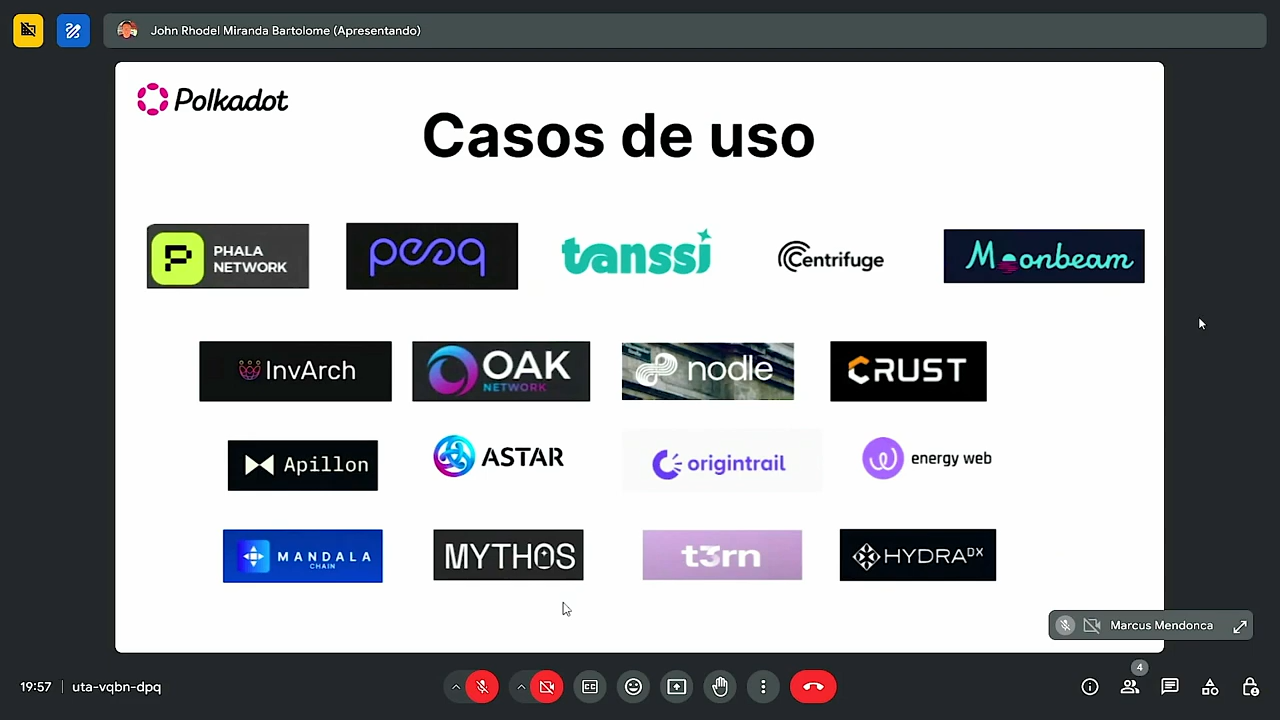 John Rhodel Miranda Bartolome (Apresentando)
Polkadot
Casos de uso
PHALA
NETWORK
peaq
tanssi
Centrifuge
Moonbeam
InvArch
OAK
NETWORK
nodle
CRUST
Apillon
ASTAR
origintrail
energy web
MANDALA
CHAIN
MYTHOS
t3rn
HYDRADX
Marcus Mendonca
19:57
uta-vqbn-dpq
4